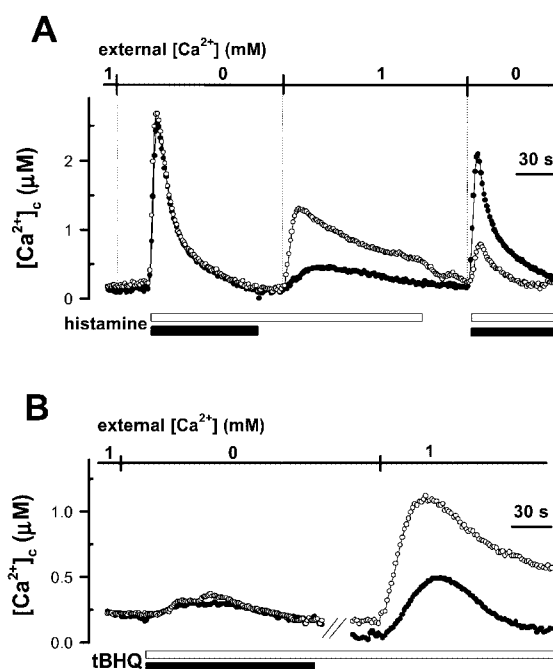 A
external [Ca²⁺] (mM)
1 0 1 0
[Ca²⁺]c (µM)
2
1
0
30 s
histamine
B
external [Ca²⁺] (mM)
1 0 1
[Ca²⁺]c (µM)
1.0
0.5
0.0
30 s
tBHQ